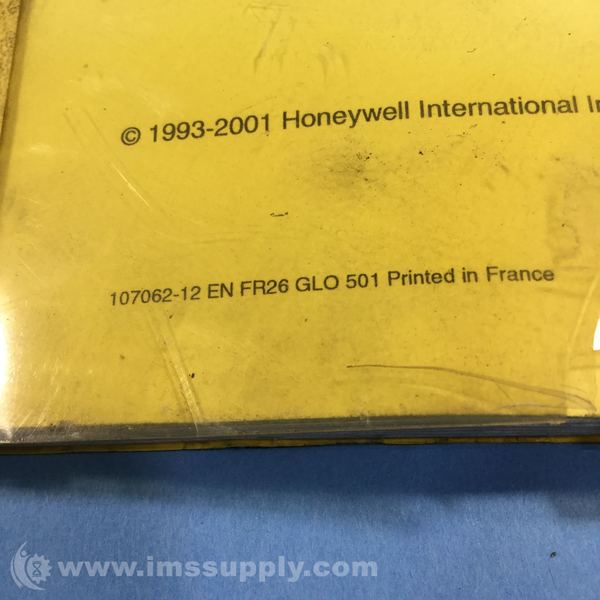 © 1993-2001 Honeywell International
107062-12 EN FR26 GLO 501 Printed in France
www.imssupply.com